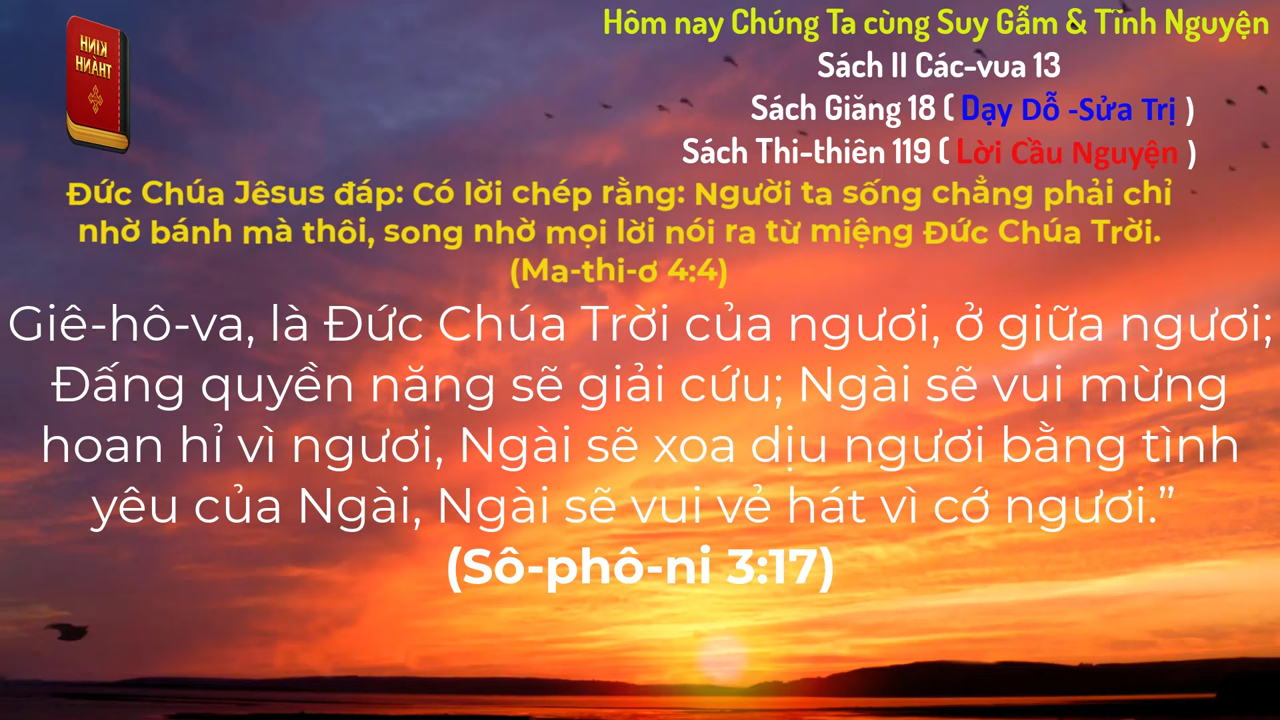 KINH
THÁNH
Hôm nay Chúng Ta cùng Suy Gẫm & Tĩnh Nguyện
Sách II Các-vua 13
Sách Giăng 18 ( Dạy Dỗ -Sửa Trị )
Sách Thi-thiên 119 ( Lời Cầu Nguyện )
Đức Chúa Jêsus đáp: Có lời chép rằng: Người ta sống chẳng phải chỉ
nhờ bánh mà thôi, song nhờ mọi lời nói ra từ miệng Đức Chúa Trời.
(Ma-thi-ơ 4:4)
Giê-hô-va, là Đức Chúa Trời của ngươi, ở giữa ngươi;
Đấng quyền năng sẽ giải cứu; Ngài sẽ vui mừng
hoan hỉ vì ngươi, Ngài sẽ xoa dịu ngươi bằng tình
yêu của Ngài, Ngài sẽ vui vẻ hát vì cớ ngươi.”
(Sô-phô-ni 3:17)